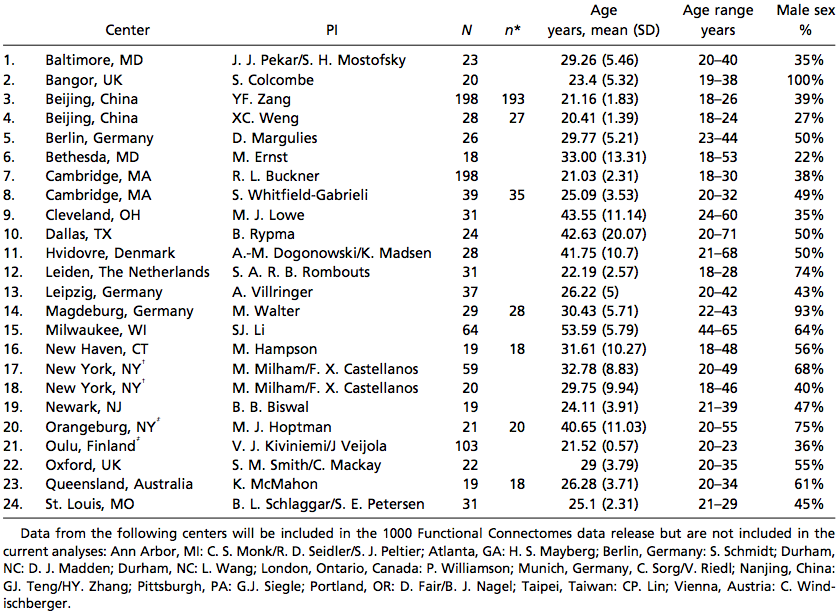 Center PI N n* Age years, mean (SD) Age range years Male sex %
1. Baltimore, MD J. J. Pekar/S. H. Mostofsky 23 29.26 (5.46) 20–40 35%
2. Bangor, UK S. Colcombe 20 23.4 (5.32) 19–38 100%
3. Beijing, China YF. Zang 198 193 21.16 (1.83) 18–26 39%
4. Beijing, China XC. Weng 28 27 20.41 (1.39) 18–24 27%
5. Berlin, Germany D. Margulies 26 29.77 (5.21) 23–44 50%
6. Bethesda, MD M. Ernst 18 33.00 (13.31) 18–53 22%
7. Cambridge, MA R. L. Buckner 198 21.03 (2.31) 18–30 38%
8. Cambridge, MA S. Whitfield-Gabrieli 39 35 25.09 (3.53) 20–32 49%
9. Cleveland, OH M. J. Lowe 31 43.55 (11.14) 24–60 35%
10. Dallas, TX B. Rypma 24 42.63 (20.07) 20–71 50%
11. Hvidovre, Denmark A.-M. Dogonowski/K. Madsen 28 41.75 (10.7) 21–68 50%
12. Leiden, The Netherlands S. A. R. B. Rombouts 31 22.19 (2.57) 18–28 74%
13. Leipzig, Germany A. Villringer 37 26.22 (5) 20–42 43%
14. Magdeburg, Germany M. Walter 29 28 30.43 (5.71) 22–43 93%
15. Milwaukee, WI SJ. Li 64 53.59 (5.79) 44–65 64%
16. New Haven, CT M. Hampson 19 18 31.61 (10.27) 18–48 56%
17. New York, NY† M. Milham/F. X. Castellanos 59 32.78 (8.83) 20–49 68%
18. New York, NY† M. Milham/F. X. Castellanos 20 29.75 (9.94) 18–46 40%
19. Newark, NJ B. B. Biswal 19 24.11 (3.91) 21–39 47%
20. Orangeburg, NY‡ M. J. Hoptman 21 20 40.65 (11.03) 20–55 75%
21. Oulu, Finland‡ V. J. Kiviniemi/J Veijola 103 21.52 (0.57) 20–23 36%
22. Oxford, UK S. M. Smith/C. Mackay 22 29 (3.79) 20–35 55%
23. Queensland, Australia K. McMahon 19 18 26.28 (3.71) 20–34 61%
24. St. Louis, MO B. L. Schlaggar/S. E. Petersen 31 25.1 (2.31) 21–29 45%
Data from the following centers will be included in the 1000 Functional Connectomes data release but are not included in the
current analyses: Ann Arbor, MI: C. S. Monk/R. D. Seidler/S. J. Peltier; Atlanta, GA: H. S. Mayberg; Berlin, Germany: S. Schmidt; Durham,
NC: D. J. Madden; Durham, NC: L. Wang; London, Ontario, Canada: P. Williamson; Munich, Germany, C. Sorg/V. Riedl; Nanjing, China:
GJ. Teng/HY. Zhang; Pittsburgh, PA: G.J. Siegle; Portland, OR: D. Fair/B. J. Nagel; Taipei, Taiwan: CP. Lin; Vienna, Austria: C. Wind-
ischberger.